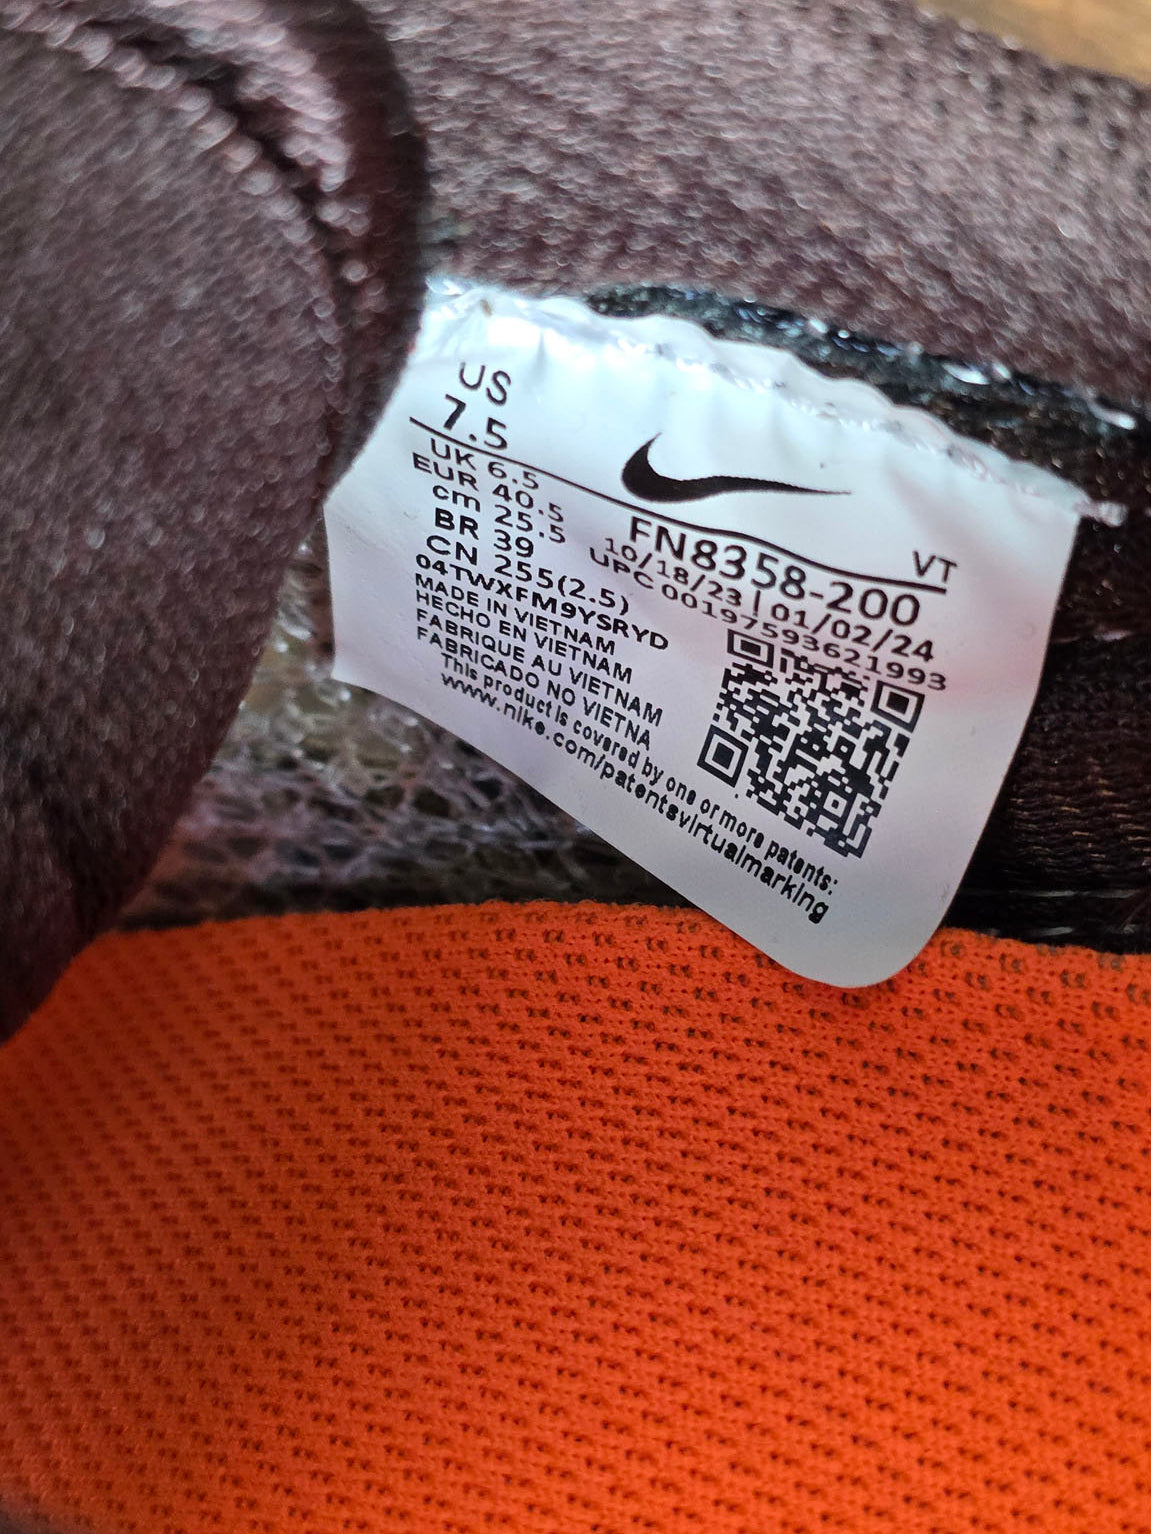 US
7.5
UK 6.5
EUR 40.5
cm 25.5
BR 39
CN 255(2.5)
04TWXFM9YSRYD
MADE IN VIETNAM
HECHO EN VIETNAM
FABRIQUE AU VIETNAM
FABRICADO NO VIETNA
This product is covered by one or more patents:
www.nike.com/patentsvirtualmarking
VT
FN8358-200
10/18/23 | 01/02/24
UPC 00197593621993